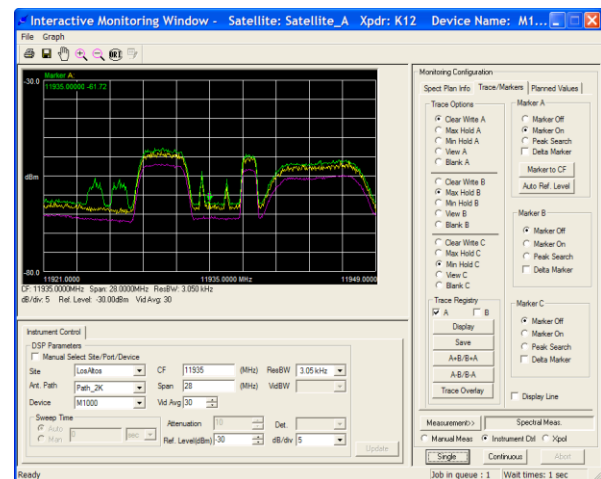 Interactive Monitoring Window - Satellite: Satellite_A Xpdr: K12 Device Name: M1...
File Graph
ORI
Marker A:
11935.00000 -61.72
-30.0
dBm
-80.0
11921.0000 11935.0000 MHz 11949.0000
CF: 11935.0000MHz Span: 28.0000MHz ResBW: 3.050 kHz
dB/div: 5 Ref. Level: -30.00dBm Vid Avg: 30
Instrument Control
DSP Parameters
Manual Select Site/Port/Device
Site LosAltos CF 11935 (MHz) ResBW 3.05 kHz
Ant. Path Path_2K Span 28 (MHz) VidBW
Device M1000 Vid Avg 30
Sweep Time
Auto
Man 0 sec
Attenuation 10 Det.
Ref. Level(dBm) -30 dB/div 5
Update
Monitoring Configuration
Spect Plan Info Trace/Markers Planned Values
Trace Options
Clear Write A
Max Hold A
Min Hold A
View A
Blank A
Clear Write B
Max Hold B
Min Hold B
View B
Blank B
Clear Write C
Max Hold C
Min Hold C
View C
Blank C
Trace Registry
A B
Display
Save
A+B/B+A
A-B/B-A
Trace Overlay
Marker A
Marker Off
Marker On
Peak Search
Delta Marker
Marker to CF
Auto Ref. Level
Marker B
Marker Off
Marker On
Peak Search
Delta Marker
Marker C
Marker Off
Marker On
Peak Search
Delta Marker
Display Line
Measurement>> Spectral Meas.
Manual Meas Instrument Ctrl Xpol
Single Continuous Abort
Ready Job in queue : 1 Wait times: 1 sec